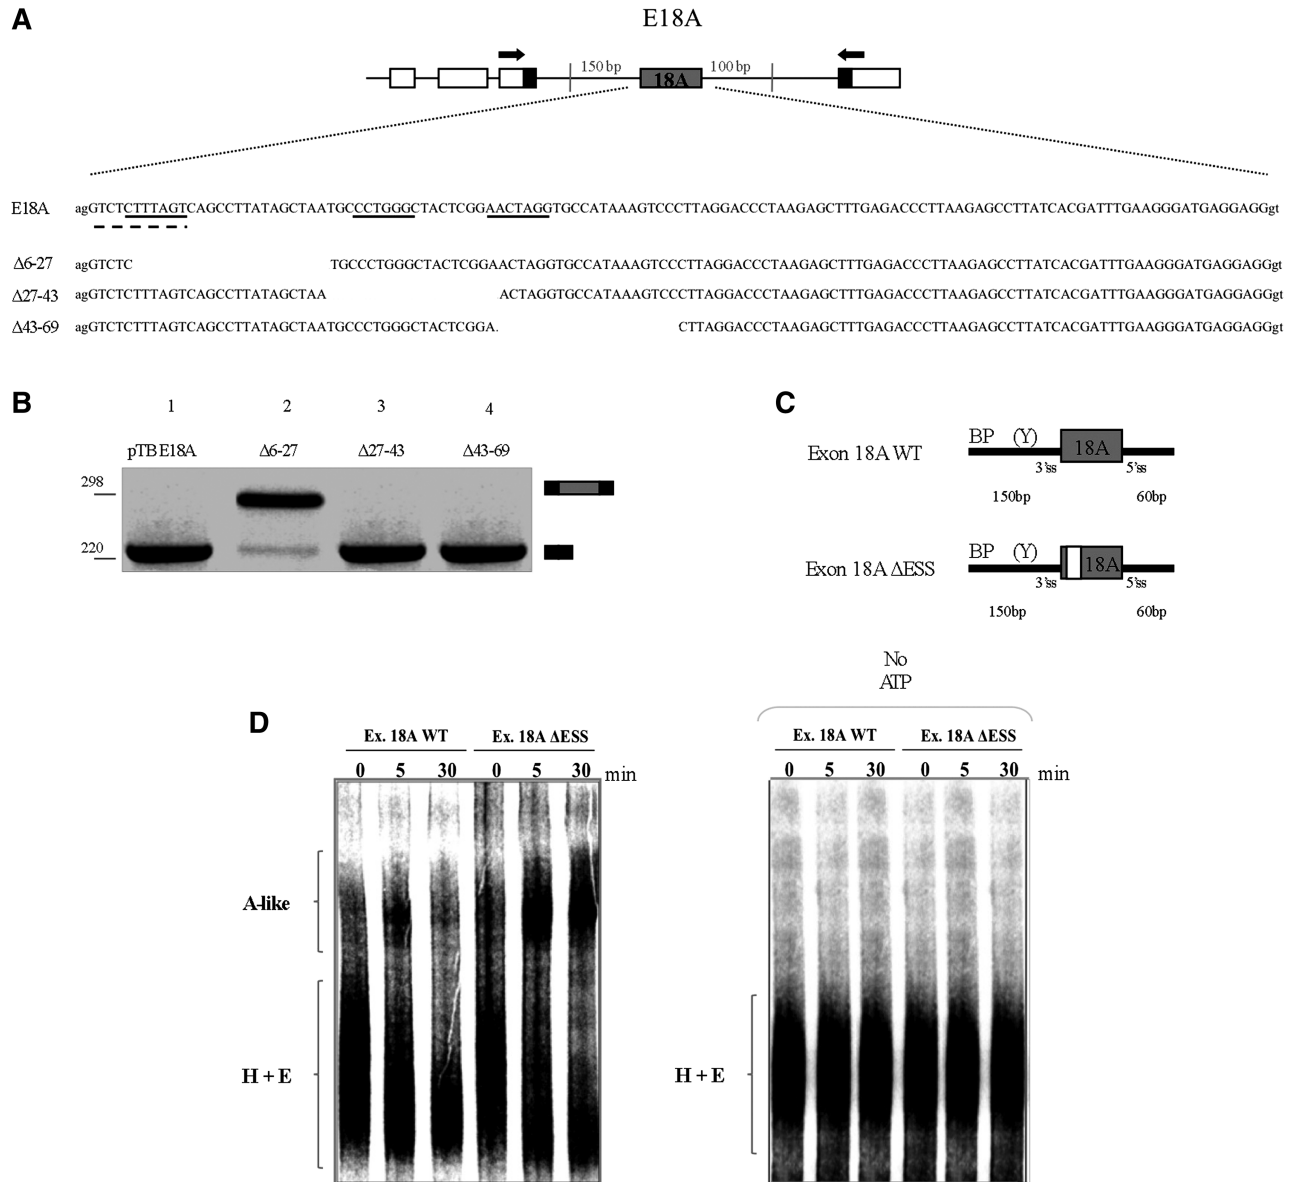 A
E18A
150 bp
18A
100 bp
E18A agGTCTCTTTAGTCAGCCTTATAGCTAATGCCCTGGGCTACTCGGAACTAGGTGCCATAAAGTCCCTTAGGACCCTAAGAGCTTTGAGACCCTTAAGAGCCTTATCACGATTTGAAGGGATGAGGAGGgt
Δ6-27 agGTCTC TGCCCTGGGCTACTCGGAACTAGGTGCCATAAAGTCCCTTAGGACCCTAAGAGCTTTGAGACCCTTAAGAGCCTTATCACGATTTGAAGGGATGAGGAGGgt
Δ27-43 agGTCTCTTTAGTCAGCCTTATAGCTAA ACTAGGTGCCATAAAGTCCCTTAGGACCCTAAGAGCTTTGAGACCCTTAAGAGCCTTATCACGATTTGAAGGGATGAGGAGGgt
Δ43-69 agGTCTCTTTAGTCAGCCTTATAGCTAATGCCCTGGGCTACTCGGA. CTTAGGACCCTAAGAGCTTTGAGACCCTTAAGAGCCTTATCACGATTTGAAGGGATGAGGAGGgt
B
1 2 3 4
pTB E18A Δ6-27 Δ27-43 Δ43-69
298
220
C
Exon 18A WT
BP (Y) 18A
3'ss 5'ss
150bp 60bp
Exon 18A ΔESS
BP (Y) 18A
3'ss 5'ss
150bp 60bp
D
Ex. 18A WT Ex. 18A ΔESS
0 5 30 0 5 30 min
A-like
H + E
No
ATP
Ex. 18A WT Ex. 18A ΔESS
0 5 30 0 5 30 min
H + E